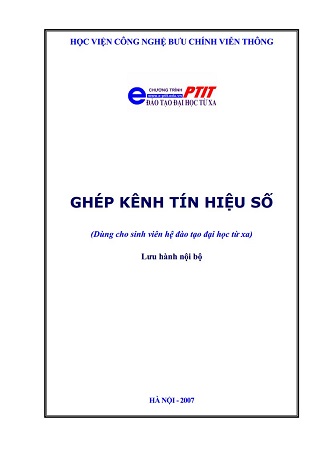 HỌC VIỆN CÔNG NGHỆ BƯU CHÍNH VIỄN THÔNG
CHƯƠNG TRÌNH
PTIT
e
ĐÀO TẠO ĐẠI HỌC TỪ XA
GHÉP KÊNH TÍN HIỆU SỐ
(Dùng cho sinh viên hệ đào tạo đại học từ xa)
Lưu hành nội bộ
HÀ NỘI - 2007